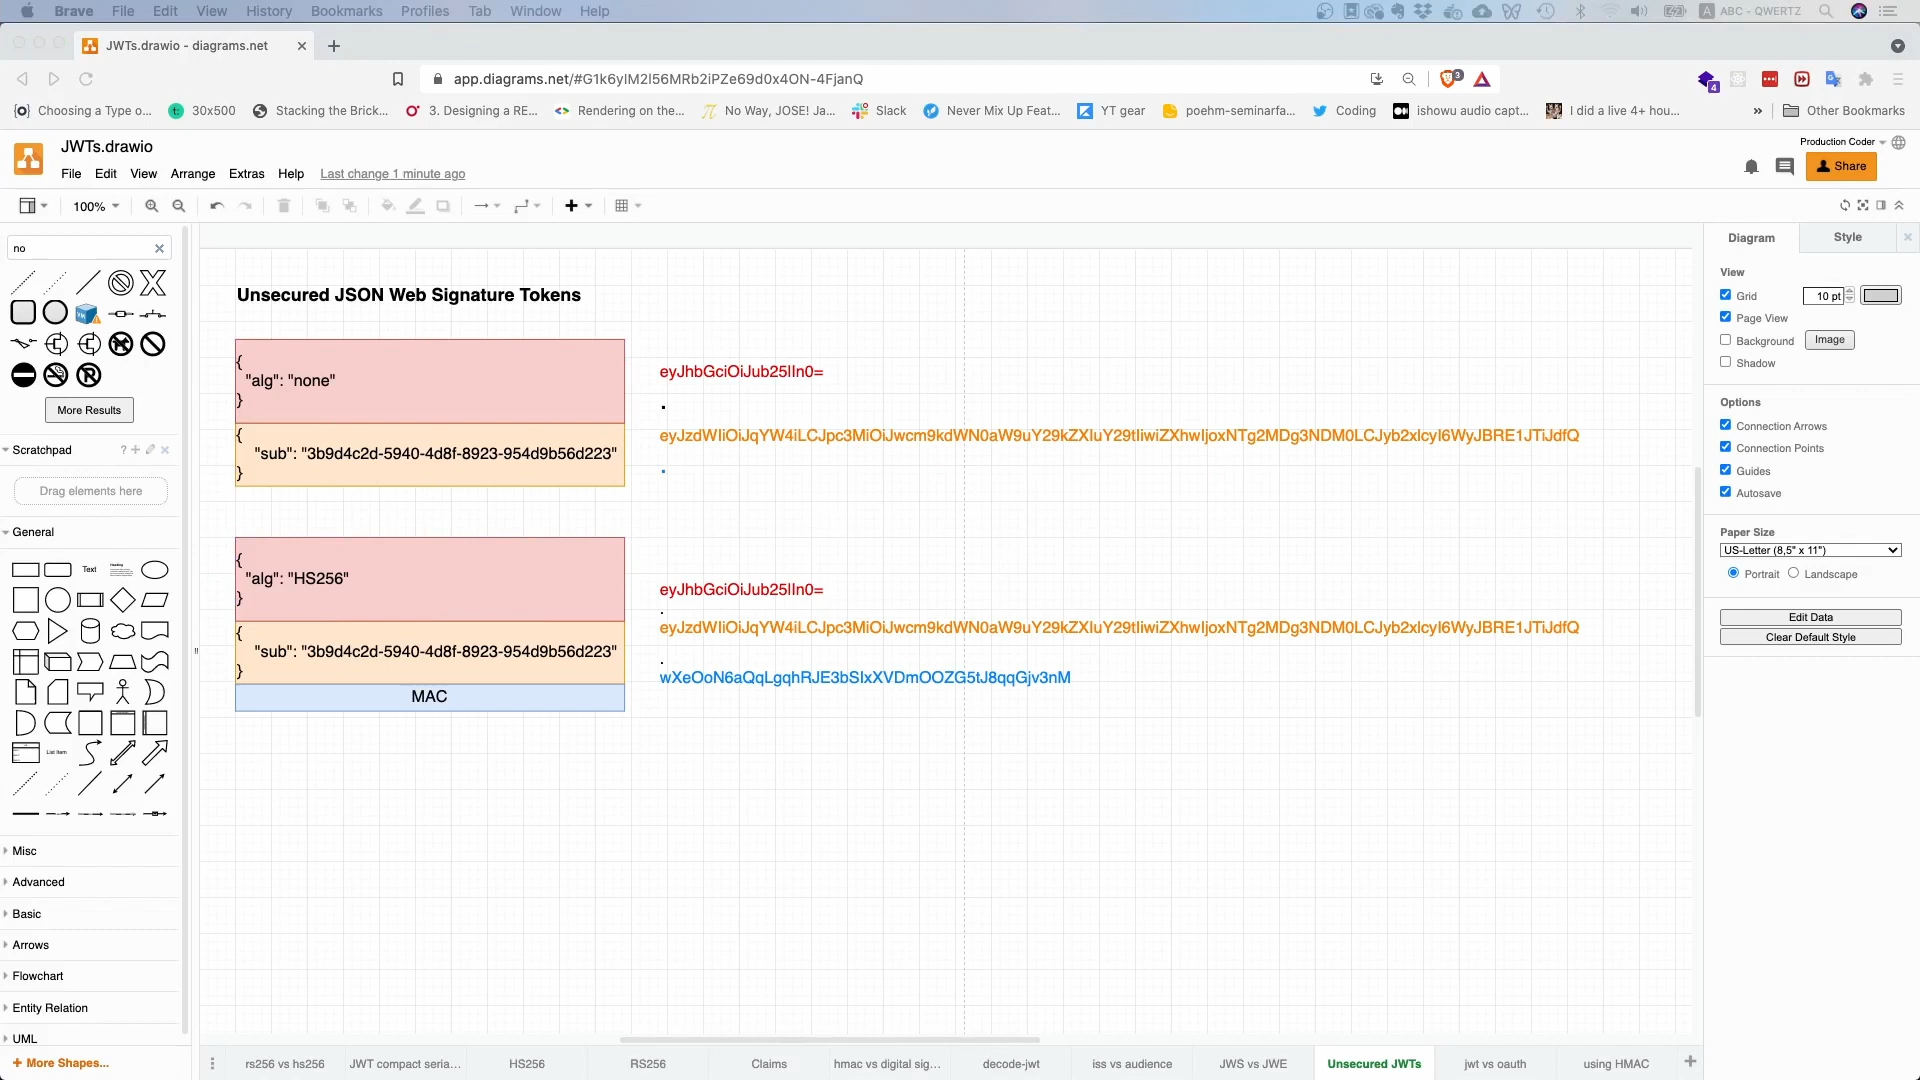 Brave File Edit View History Bookmarks Profiles Tab Window Help ABC - QWERTZ
JWTs.drawio - diagrams.net
app.diagrams.net/#G1k6ylM2l56MRb2iPZe69d0x4ON-4FjanQ 3 4
Choosing a Type o... 30x500 Stacking the Brick... 3. Designing a RE... Rendering on the... No Way, JOSE! Ja... Slack Never Mix Up Feat... YT gear poehm-seminarfa... Coding ishowu audio capt... I did a live 4+ hou... » Other Bookmarks
JWTs.drawio
Production Coder
File Edit View Arrange Extras Help Last change 1 minute ago
Share
100%
no
More Results
Scratchpad
Drag elements here
General
Text
Heading
List Item
Misc
Advanced
Basic
Arrows
Flowchart
Entity Relation
UML
+ More Shapes...
Unsecured JSON Web Signature Tokens
{
"alg": "none"
}
{
"sub": "3b9d4c2d-5940-4d8f-8923-954d9b56d223"
}
eyJhbGciOiJub25lIn0=
.
eyJzdWIiOiJqYW4iLCJpc3MiOiJwcm9kdWN0aW9uY29kZXIuY29tIiwiZXhwIjoxNTg2MDg3NDM0LCJyb2xlcyI6WyJBRE1JTiJdfQ
.
{
"alg": "HS256"
}
{
"sub": "3b9d4c2d-5940-4d8f-8923-954d9b56d223"
}
MAC
eyJhbGciOiJub25lIn0=
.
eyJzdWIiOiJqYW4iLCJpc3MiOiJwcm9kdWN0aW9uY29kZXIuY29tIiwiZXhwIjoxNTg2MDg3NDM0LCJyb2xlcyI6WyJBRE1JTiJdfQ
.
wXeOoN6aQqLgqhRJE3bSIxXVDmOOZG5tJ8qqGjv3nM
Diagram Style
View
Grid 10 pt
Page View
Background Image
Shadow
Options
Connection Arrows
Connection Points
Guides
Autosave
Paper Size
US-Letter (8,5" x 11")
Portrait Landscape
Edit Data
Clear Default Style
rs256 vs hs256 JWT compact seria... HS256 RS256 Claims hmac vs digital sig... decode-jwt iss vs audience JWS vs JWE Unsecured JWTs jwt vs oauth using HMAC